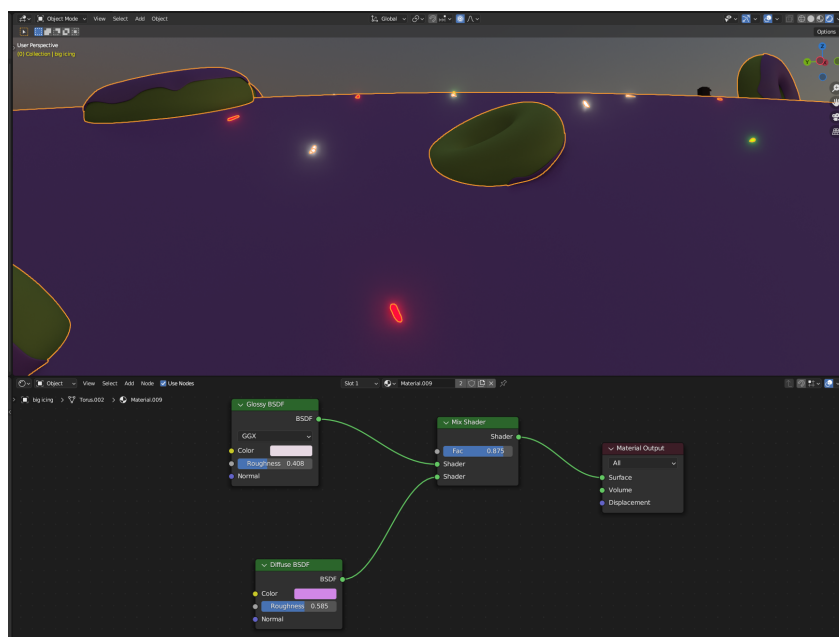 Object Mode View Select Add Object Global
Options
User Perspective
(0) Collection | big icing
Z
Y
Object View Select Add Node Use Nodes Slot 1 Material.009 2
big icing > Torus.002 > Material.009
Glossy BSDF
BSDF
GGX
Color
Roughness 0.408
Normal
Mix Shader
Shader
Fac 0.875
Shader
Shader
Material Output
All
Surface
Volume
Displacement
Diffuse BSDF
BSDF
Color
Roughness 0.585
Normal